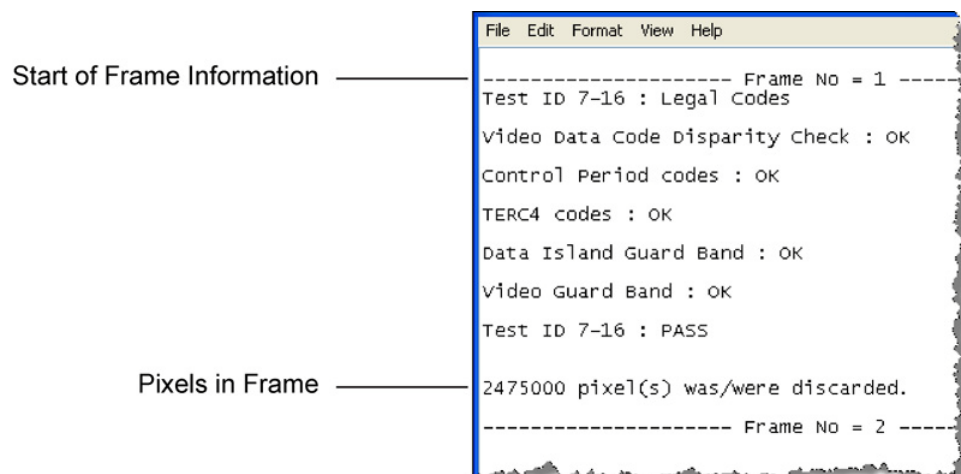 File Edit Format View Help
Start of Frame Information
--------------------- Frame No = 1 -----
Test ID 7-16 : Legal Codes
Video Data Code Disparity Check : OK
Control Period codes : OK
TERC4 codes : OK
Data Island Guard Band : OK
Video Guard Band : OK
Test ID 7-16 : PASS
Pixels in Frame
2475000 pixel(s) was/were discarded.
--------------------- Frame No = 2 -----